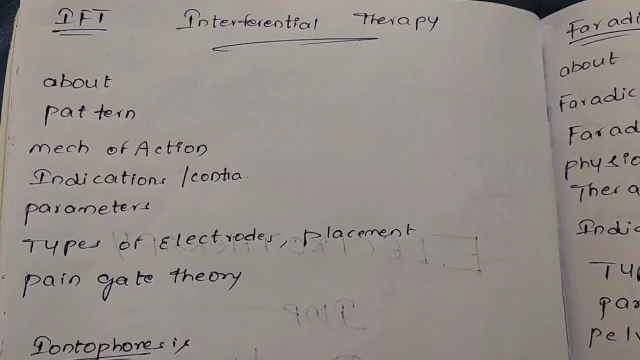 IFT Interferential Therapy
about
pattern
mech of Action
Indications / contra.
parameters
Types of Electrodes, placement
pain gate theory
Iontophoresis
Faradi
about
Faradic
Farad
physio
Thera
Indic
Typ
par
pelv